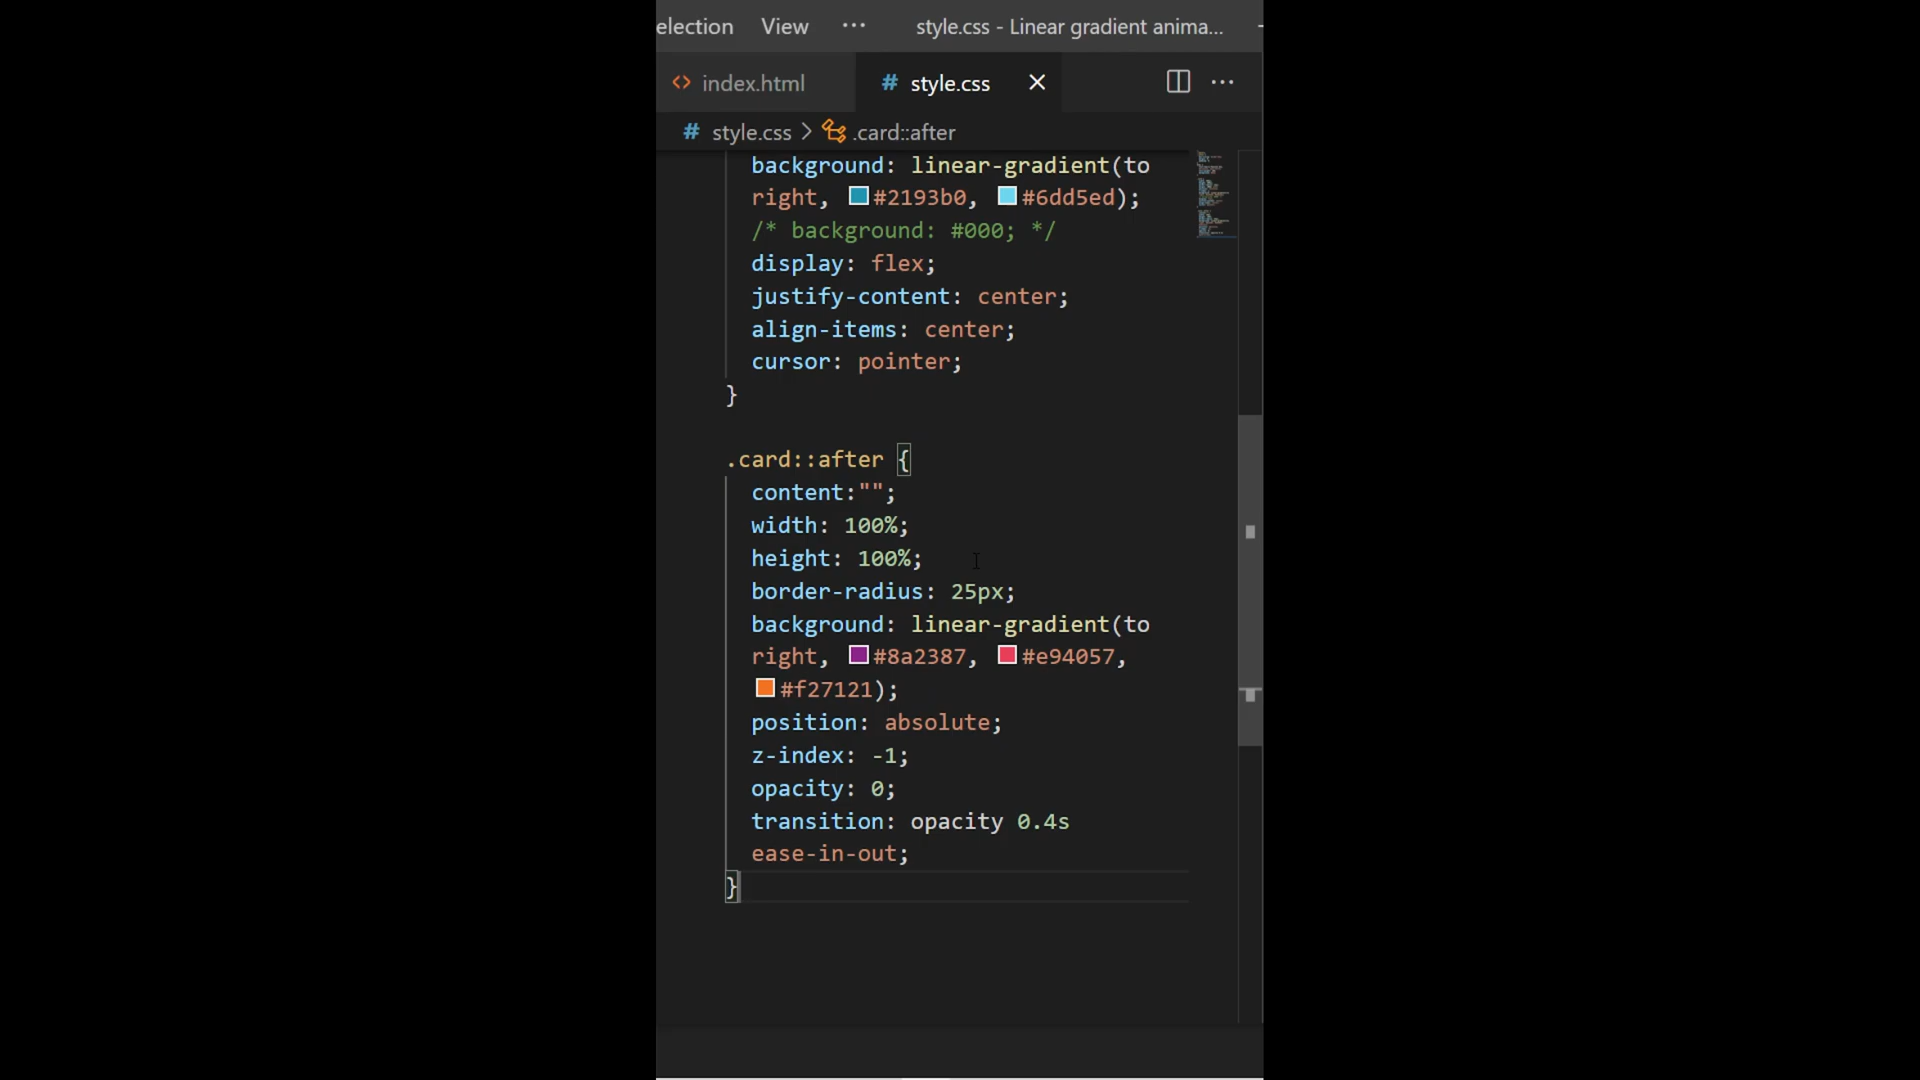 election View ··· style.css - Linear gradient anima...
index.html # style.css
# style.css > .card::after
background: linear-gradient(to
right, #2193b0, #6dd5ed);
/* background: #000; */
display: flex;
justify-content: center;
align-items: center;
cursor: pointer;
}
.card::after {
content:"";
width: 100%;
height: 100%;
border-radius: 25px;
background: linear-gradient(to
right, #8a2387, #e94057,
#f27121);
position: absolute;
z-index: -1;
opacity: 0;
transition: opacity 0.4s
ease-in-out;
}